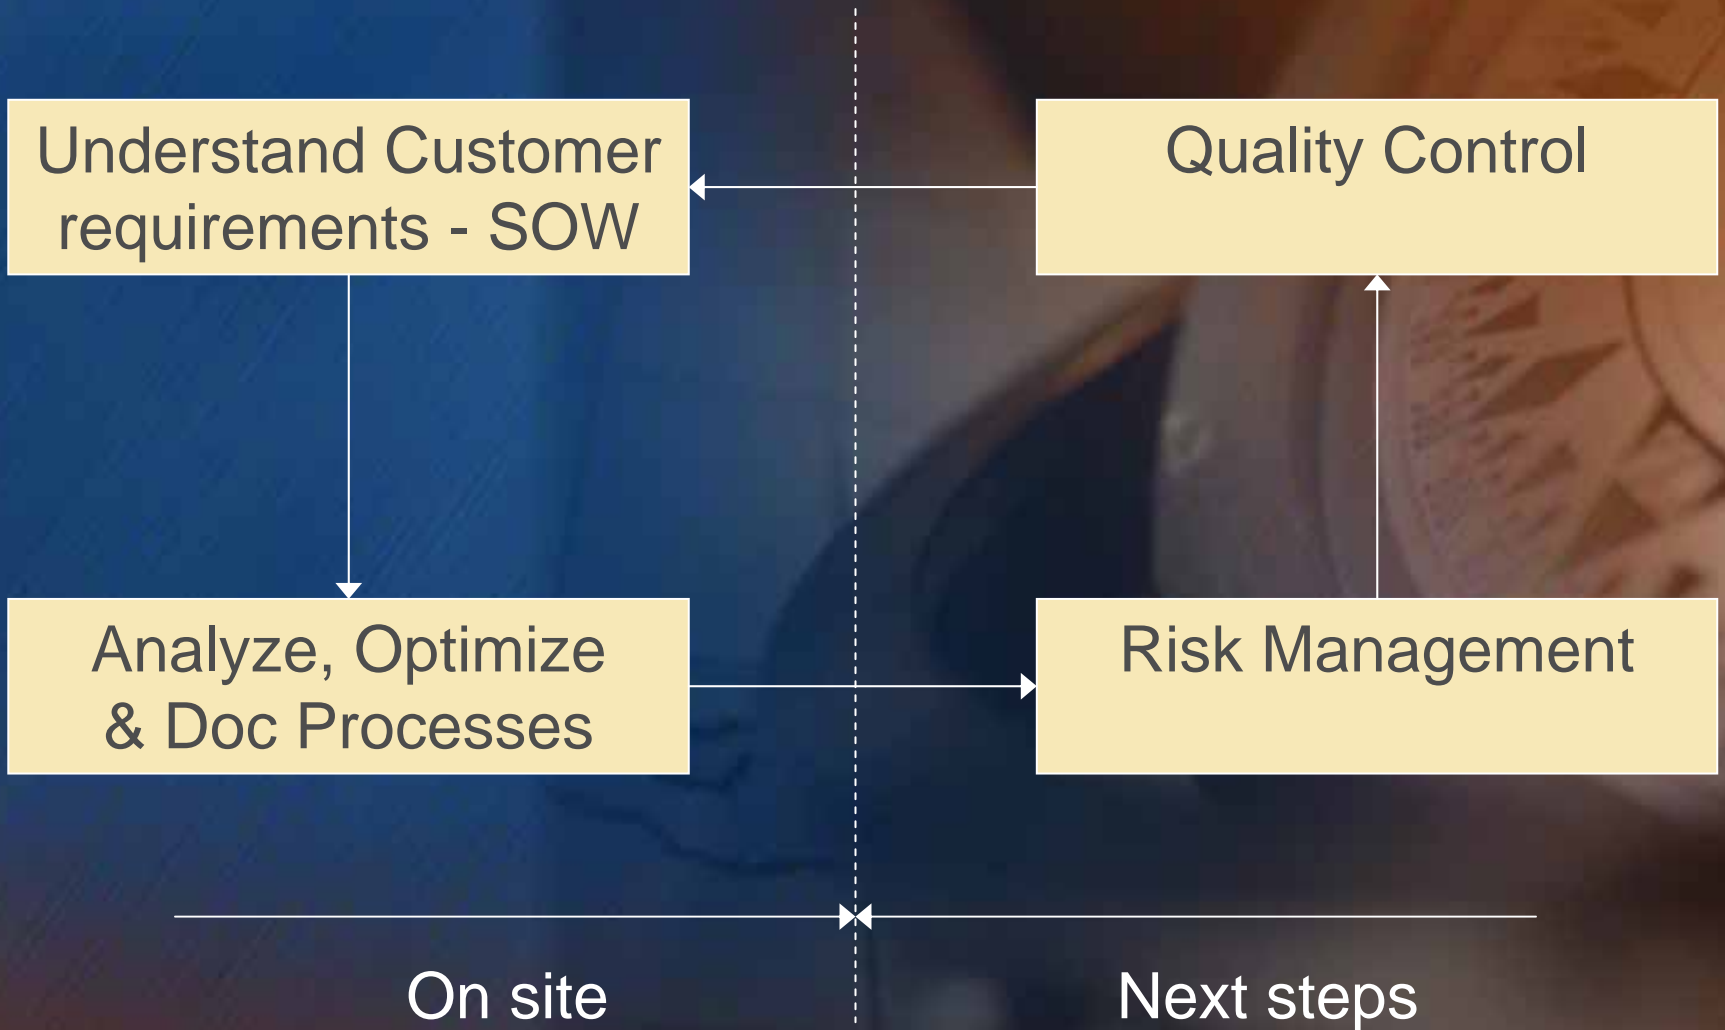 Understand Customer
requirements - SOW
Quality Control
Analyze, Optimize
& Doc Processes
Risk Management
On site
Next steps